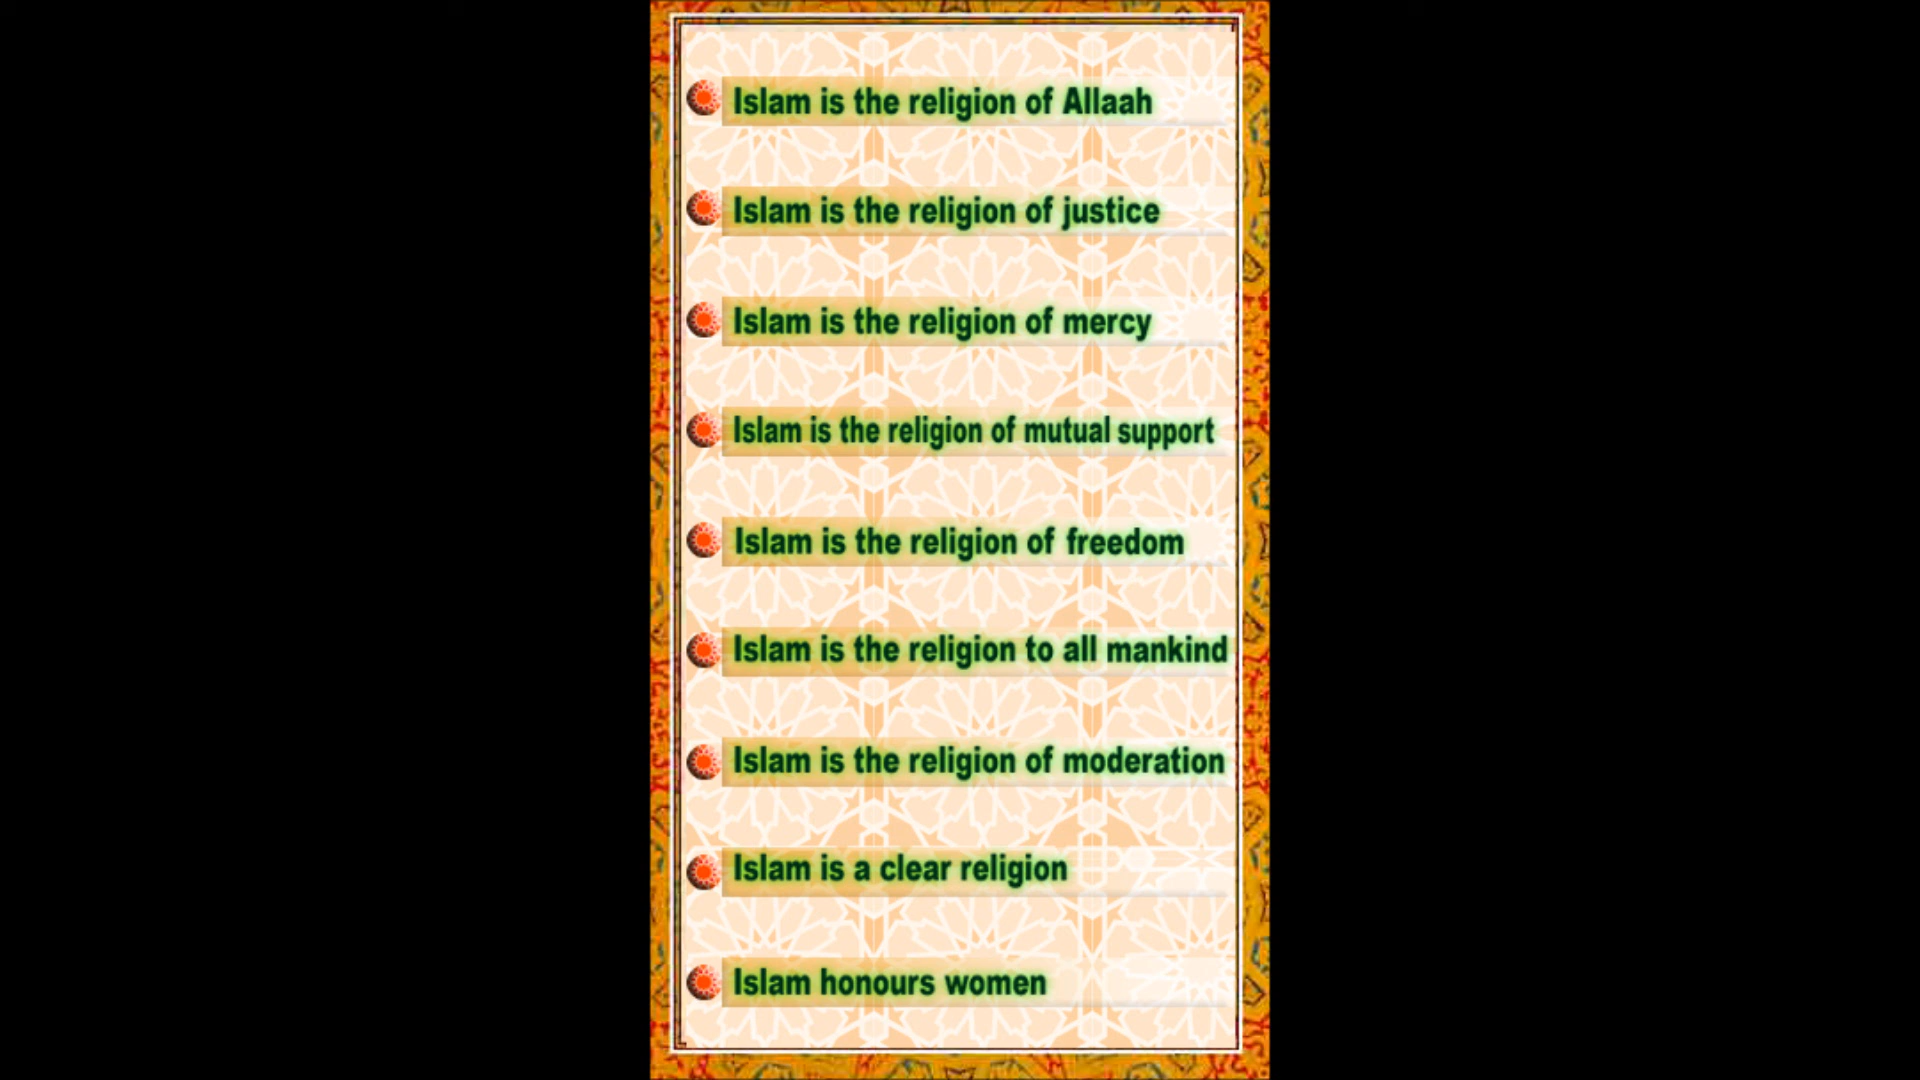 Islam is the religion of Allaah
Islam is the religion of justice
Islam is the religion of mercy
Islam is the religion of mutual support
Islam is the religion of freedom
Islam is the religion to all mankind
Islam is the religion of moderation
Islam is a clear religion
Islam honours women